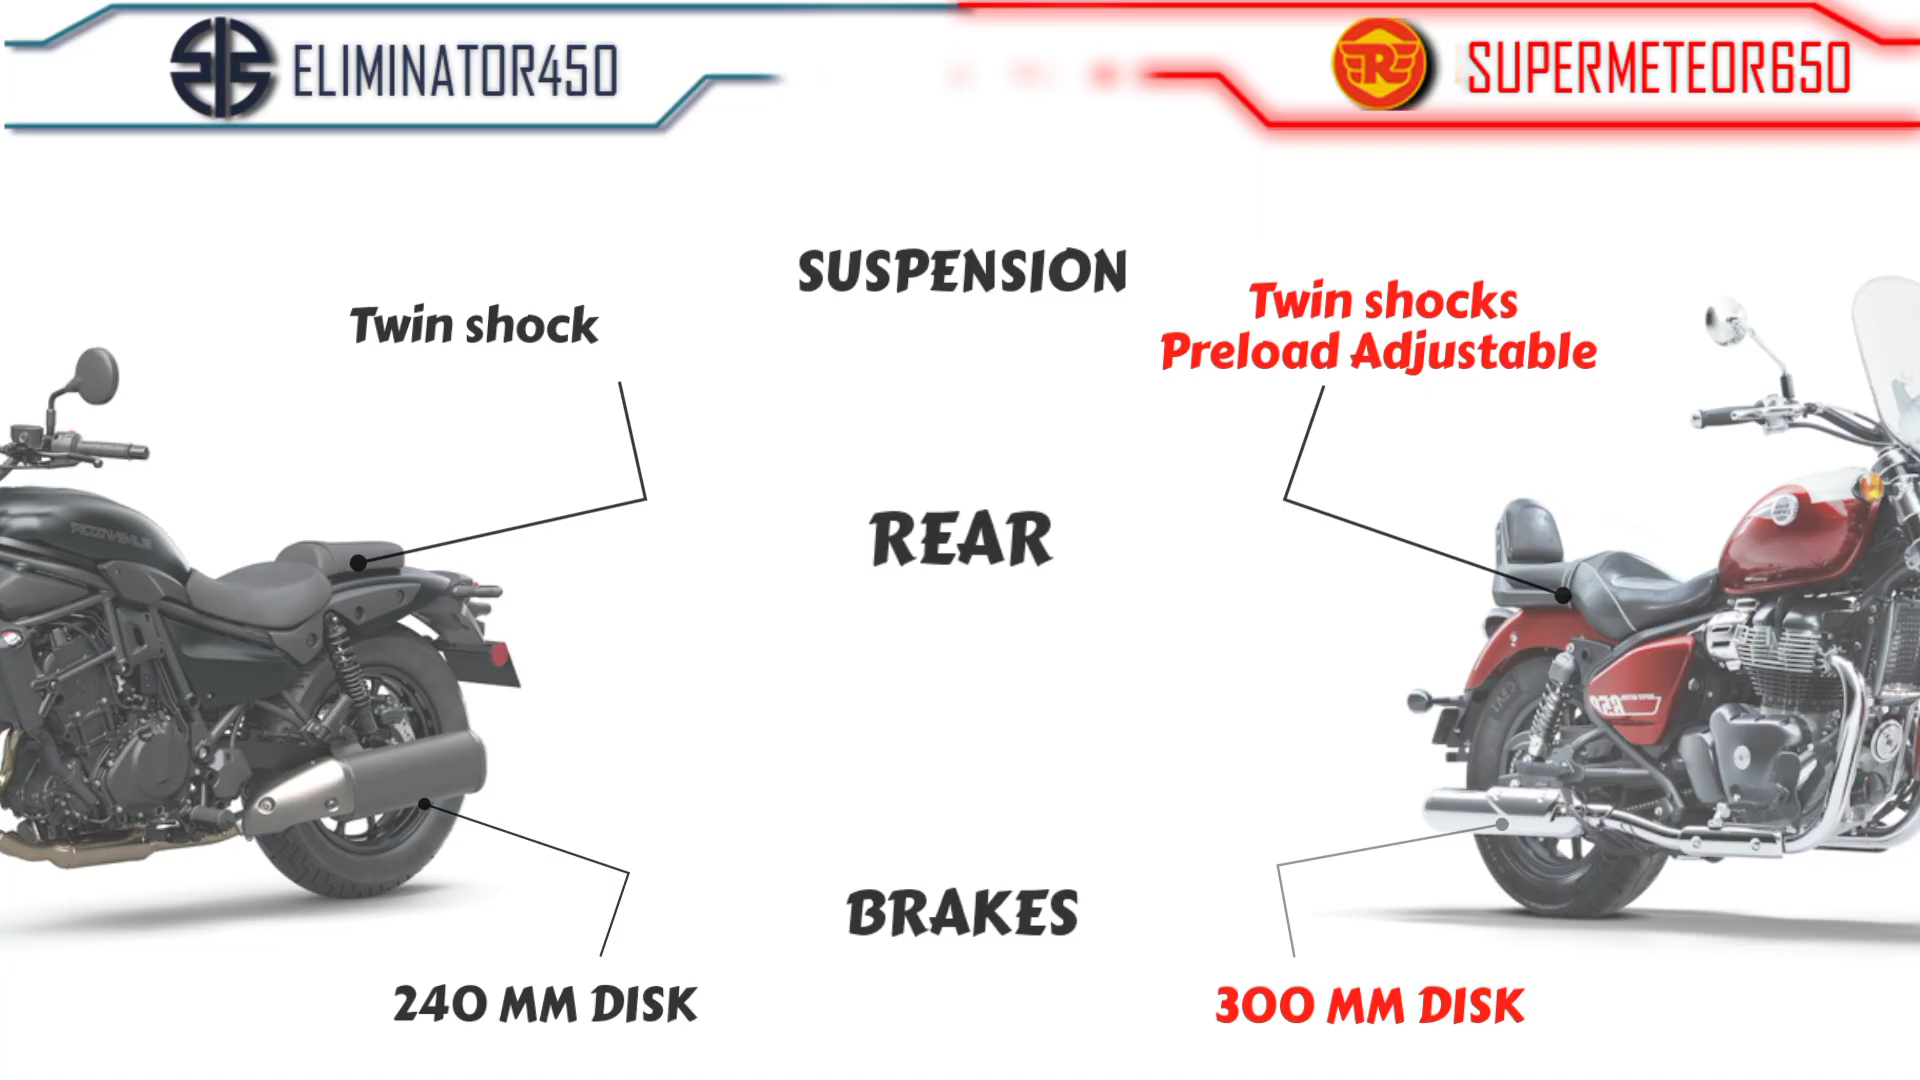 ELIMINATOR450
R SUPERMETEOR650
SUSPENSION
Twin shock
Twin shocks
Preload Adjustable
REAR
BRAKES
240 MM DISK
300 MM DISK